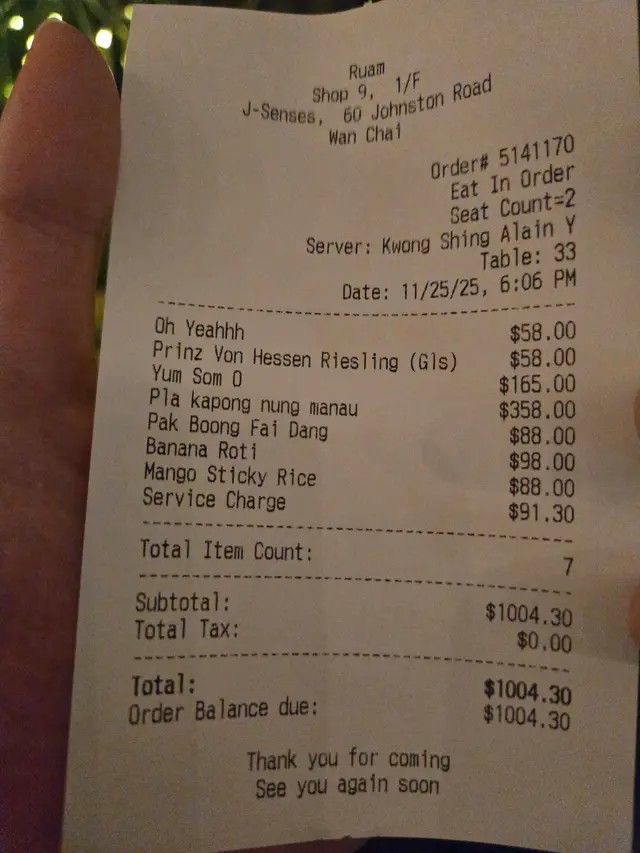 Ruam
Shop 9, 1/F
J-Senses, 60 Johnston Road
Wan Chai
Order# 5141170
Eat In Order
Seat Count=2
Server: Kwong Shing Alain Y
Table: 33
Date: 11/25/25, 6:06 PM
Oh Yeahhh $58.00
Prinz Von Hessen Riesling (Gls) $58.00
Yum Som O $165.00
Pla kapong nung manau $358.00
Pak Boong Fai Dang $88.00
Banana Roti $98.00
Mango Sticky Rice $88.00
Service Charge $91.30
Total Item Count: 7
Subtotal: $1004.30
Total Tax: $0.00
Total: $1004.30
Order Balance due: $1004.30
Thank you for coming
See you again soon